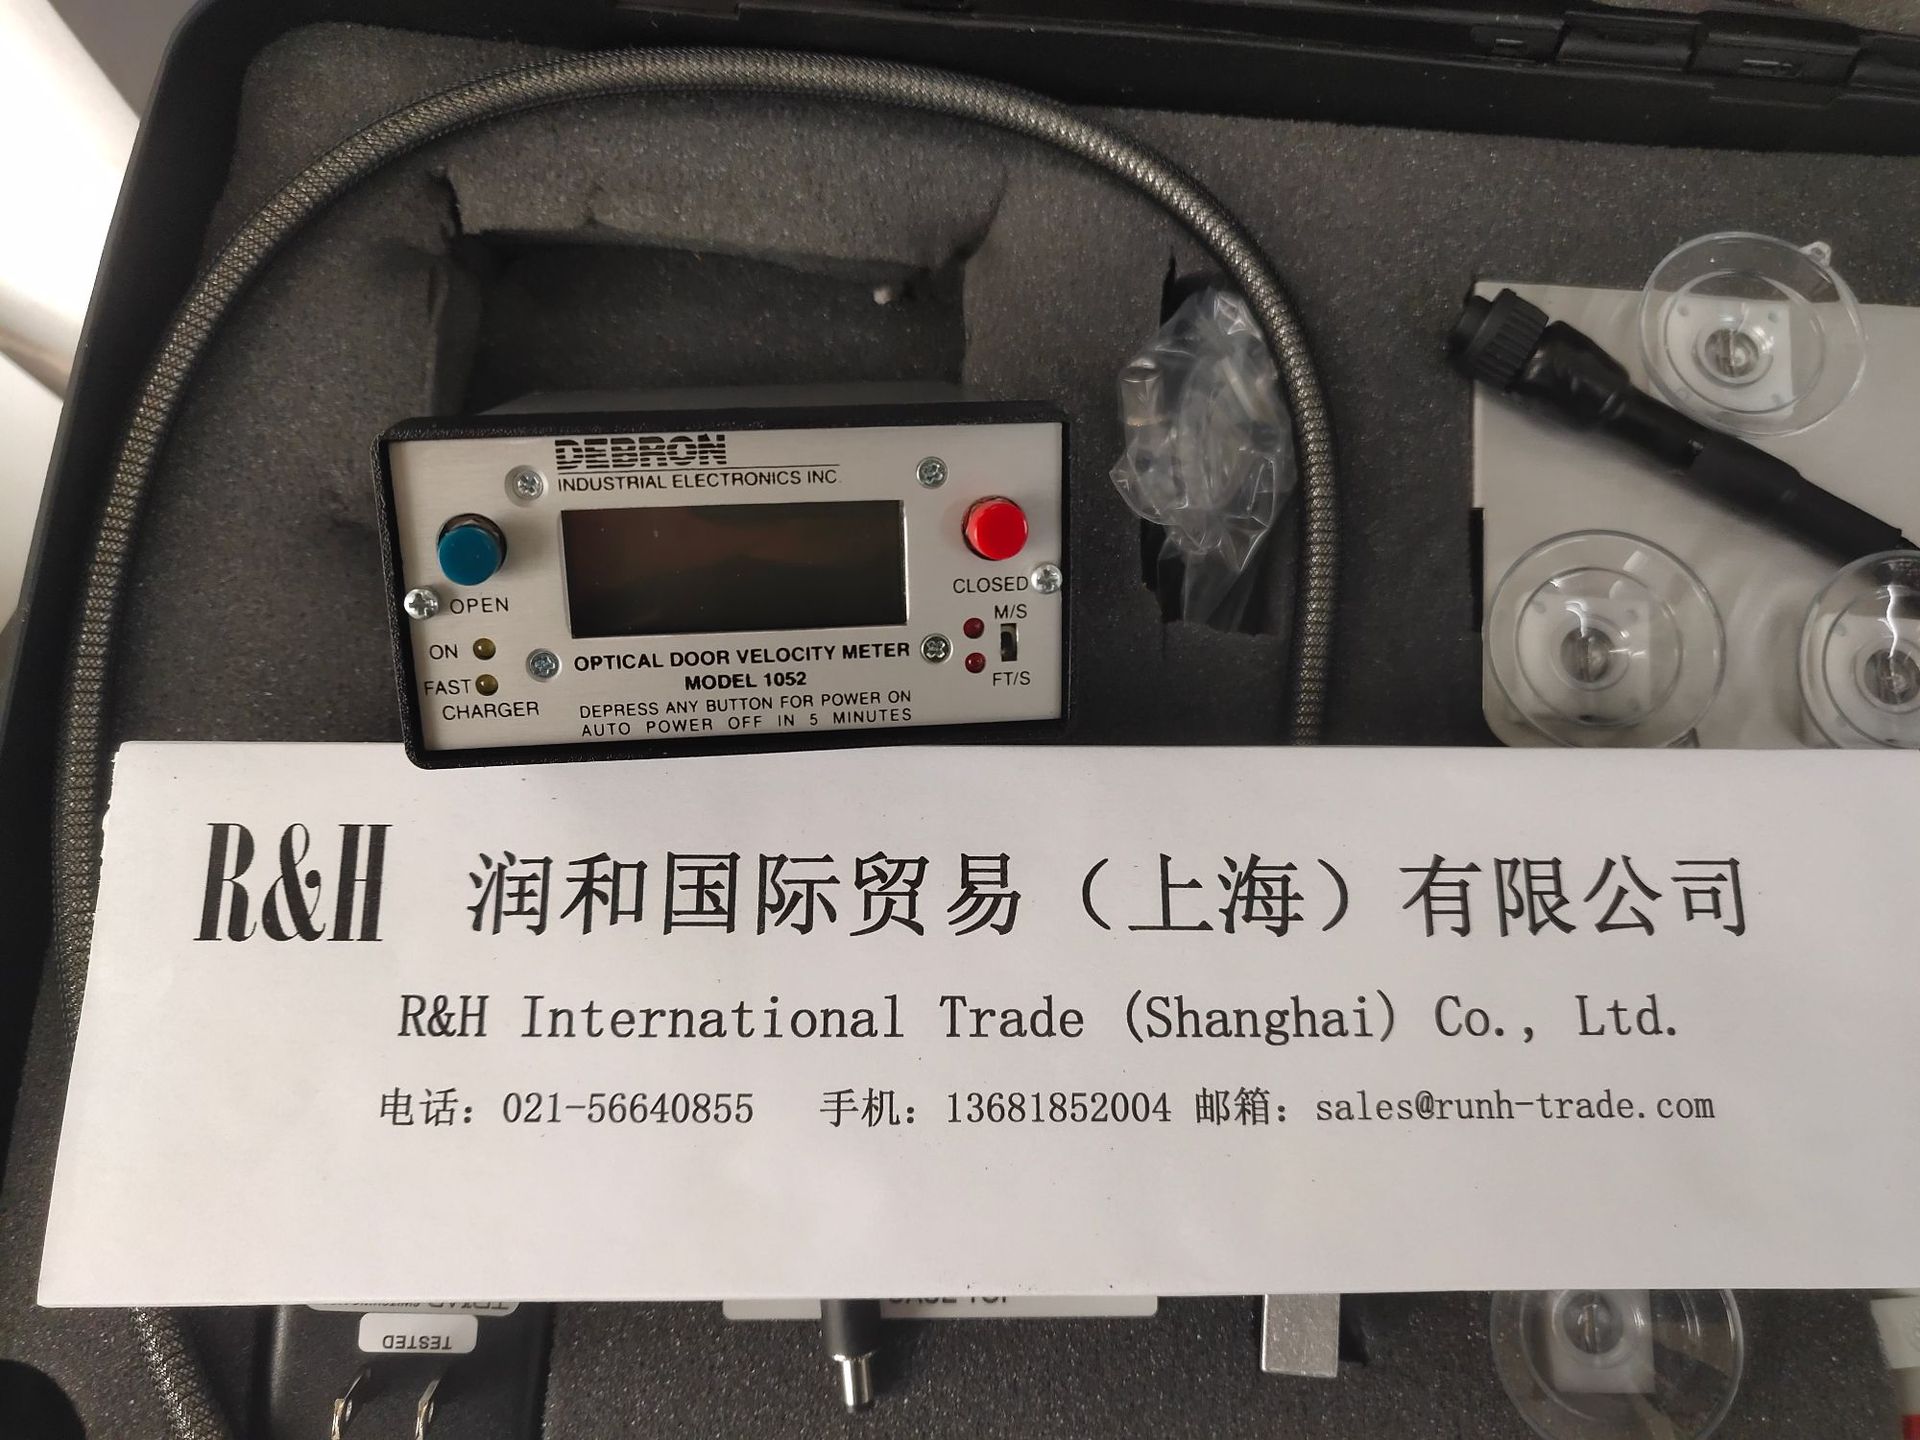 DEBRON
INDUSTRIAL ELECTRONICS INC.
OPEN
CLOSED
M/S
ON
FAST
CHARGER
FT/S
OPTICAL DOOR VELOCITY METER
MODEL 1052
DEPRESS ANY BUTTON FOR POWER ON
AUTO POWER OFF IN 5 MINUTES
R&H 润和国际贸易（上海）有限公司
R&H International Trade (Shanghai) Co., Ltd.
电话：021-56640855 手机：13681852004 邮箱：sales@runh-trade.com
TESTED